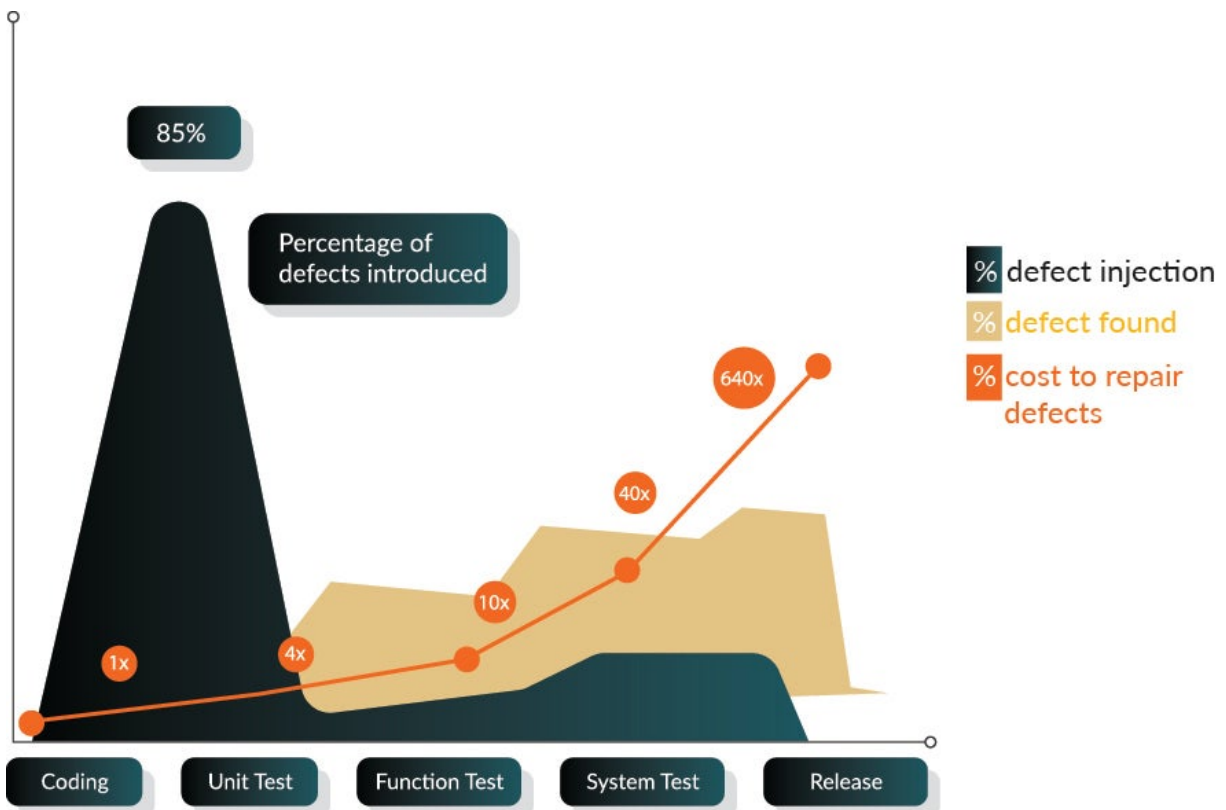 85%
Percentage of
defects introduced
% defect injection
% defect found
% cost to repair
defects
640x
40x
10x
4x
1x
Coding
Unit Test
Function Test
System Test
Release